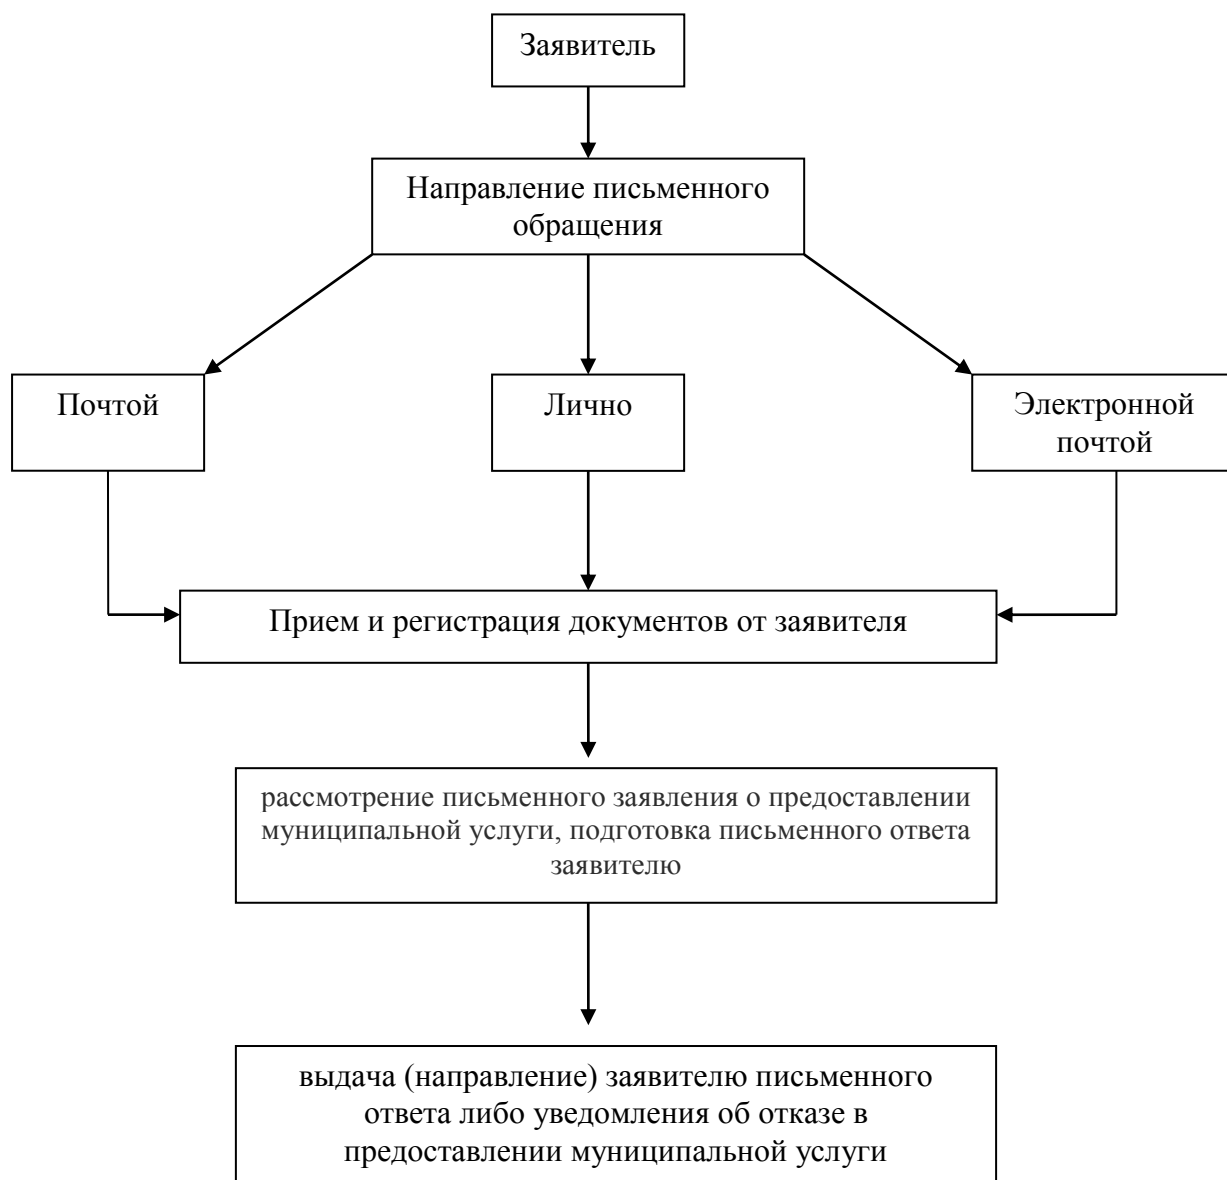 Заявитель
Направление письменного
обращения
Почтой
Лично
Электронной
почтой
Прием и регистрация документов от заявителя
рассмотрение письменного заявления о предоставлении
муниципальной услуги, подготовка письменного ответа
заявителю
выдача (направление) заявителю письменного
ответа либо уведомления об отказе в
предоставлении муниципальной услуги